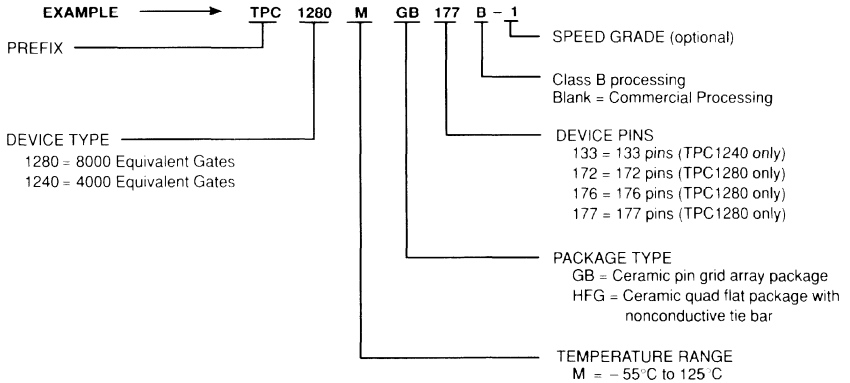 EXAMPLE TPC 1280 M GB 177 B - 1
SPEED GRADE (optional)
PREFIX
Class B processing
Blank = Commercial Processing
DEVICE TYPE
1280 = 8000 Equivalent Gates
1240 = 4000 Equivalent Gates
DEVICE PINS
133 = 133 pins (TPC1240 only)
172 = 172 pins (TPC1280 only)
176 = 176 pins (TPC1280 only)
177 = 177 pins (TPC1280 only)
PACKAGE TYPE
GB = Ceramic pin grid array package
HFG = Ceramic quad flat package with
nonconductive tie bar
TEMPERATURE RANGE
M = – 55°C to 125°C